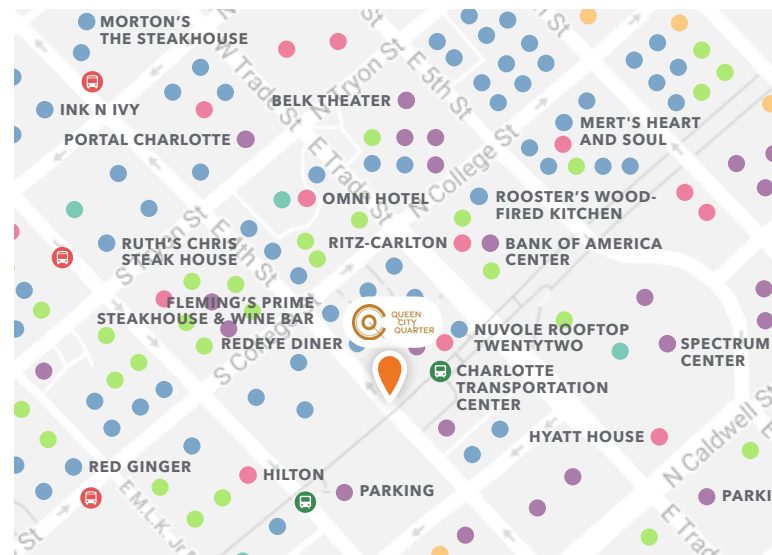 MORTON'S
THE STEAKHOUSE
N Tryon St
W Trade St
E 5th St
INK N IVY
BELK THEATER
MERT'S HEART
AND SOUL
PORTAL CHARLOTTE
E Trade St
N College St
OMNI HOTEL
ROOSTER'S WOOD-
FIRED KITCHEN
S Tryon St
E 4th St
RUTH'S CHRIS
STEAK HOUSE
RITZ-CARLTON
BANK OF AMERICA
CENTER
FLEMING'S PRIME
STEAKHOUSE & WINE BAR
QUEEN
CITY
QUARTER
NUVOLE ROOFTOP
TWENTYTWO
REDEYE DINER
SPECTRUM
CENTER
S College St
CHARLOTTE
TRANSPORTATION
CENTER
N Caldwell St
HYATT HOUSE
RED GINGER
HILTON
PARKING
E M.L.K. Jr
PARKI
E Trade
St